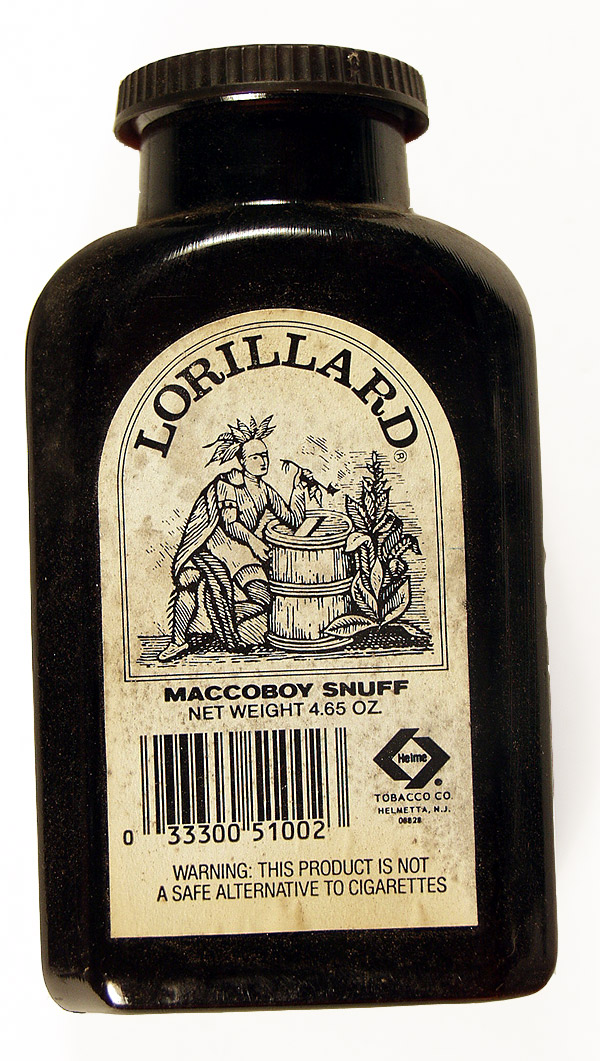 LORILLARD®
MACCOBOY SNUFF
NET WEIGHT 4.65 OZ.
Helme®
TOBACCO CO.
HELMETTA, N.J.
08828
0 33300 51002
WARNING: THIS PRODUCT IS NOT
A SAFE ALTERNATIVE TO CIGARETTES